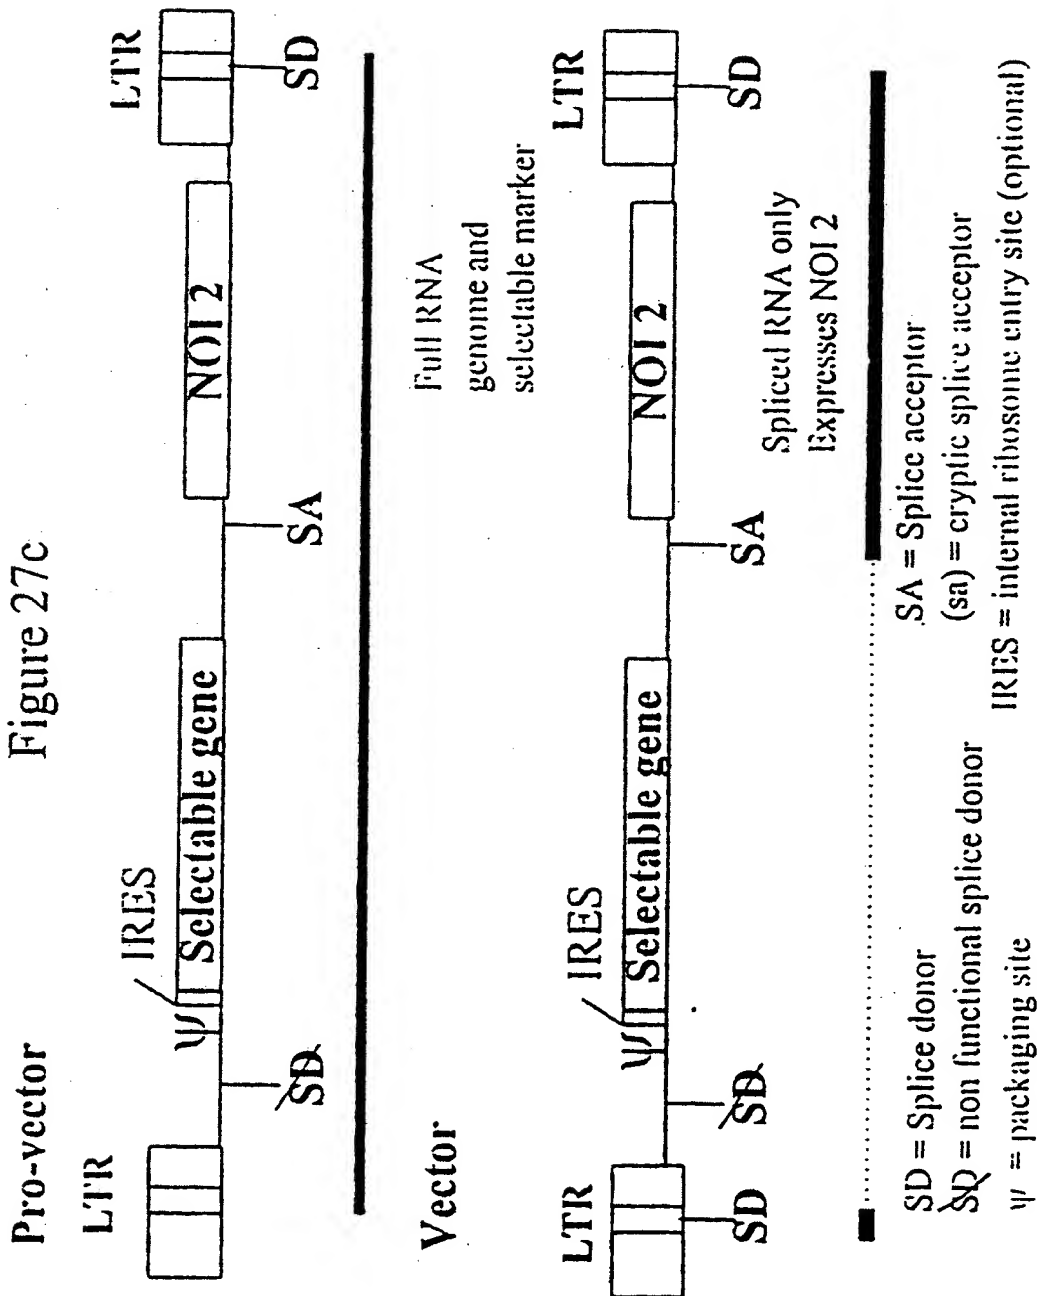 Figure 27c
Pro-vector
LTR
SD
ψ
IRES
Selectable gene
SA
NOI 2
LTR
SD
Full RNA
genome and
selectable marker
Vector
LTR
SD
SD
ψ
IRES
Selectable gene
SA
NOI 2
LTR
SD
Spliced RNA only
Expresses NOI 2
SD = Splice donor
SD = non functional splice donor
ψ = packaging site
SA = Splice acceptor
(sa) = cryptic splice acceptor
IRES = internal ribosome entry site (optional)